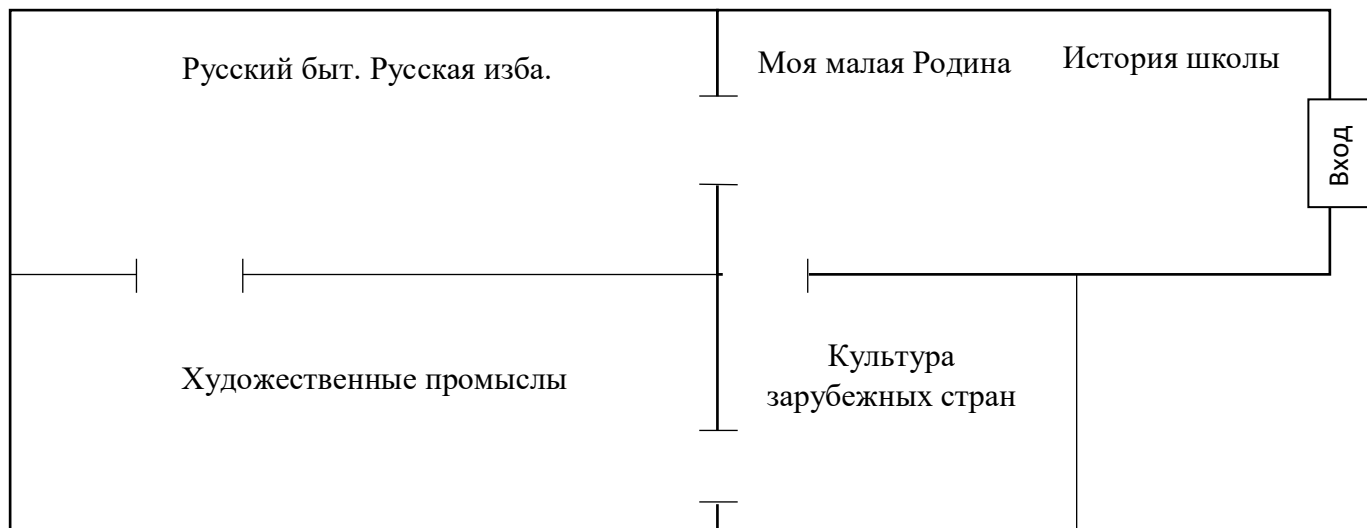 Русский быт. Русская изба.
Моя малая Родина
История школы
Вход
Художественные промыслы
Культура
зарубежных стран